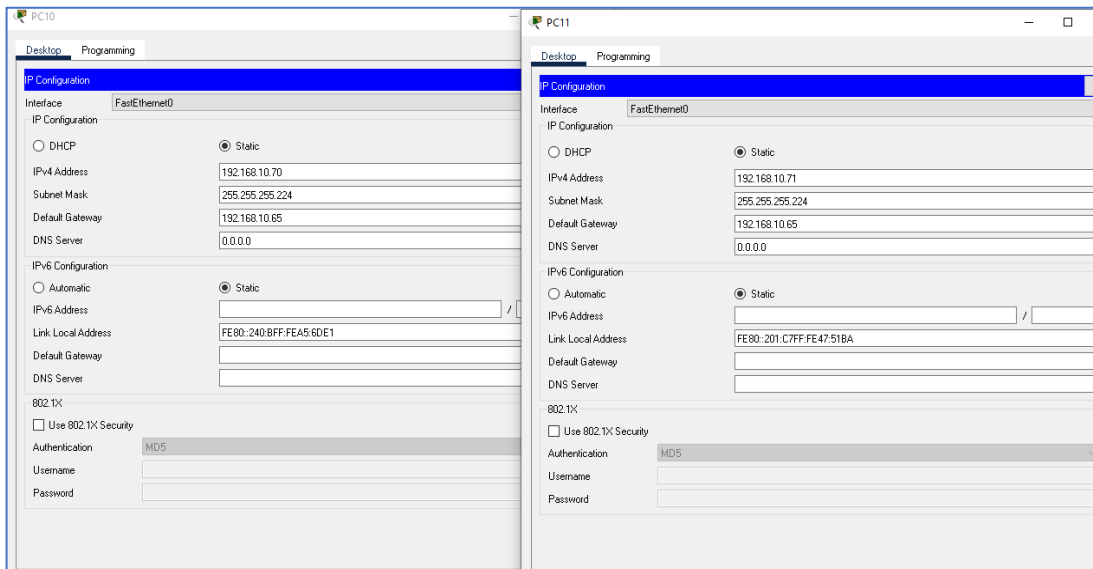 PC10
Desktop Programming
IP Configuration
Interface FastEthernet0
IP Configuration
DHCP Static
IPv4 Address 192.168.10.70
Subnet Mask 255.255.255.224
Default Gateway 192.168.10.65
DNS Server 0.0.0.0
IPv6 Configuration
Automatic Static
IPv6 Address /
Link Local Address FE80::240:BFF:FEA5:6DE1
Default Gateway
DNS Server
802.1X
Use 802.1X Security
Authentication MD5
Username
Password
PC11
Desktop Programming
IP Configuration
Interface FastEthernet0
IP Configuration
DHCP Static
IPv4 Address 192.168.10.71
Subnet Mask 255.255.255.224
Default Gateway 192.168.10.65
DNS Server 0.0.0.0
IPv6 Configuration
Automatic Static
IPv6 Address /
Link Local Address FE80::201:C7FF:FE47:51BA
Default Gateway
DNS Server
802.1X
Use 802.1X Security
Authentication MD5
Username
Password